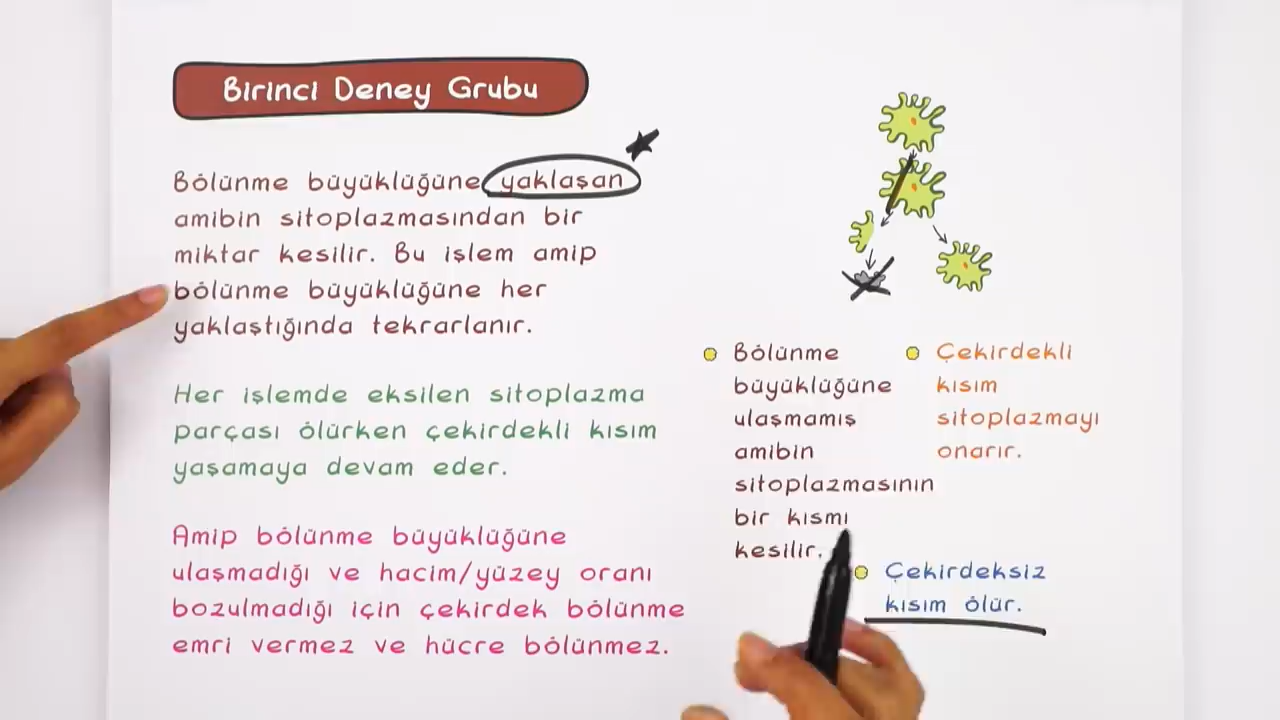 Birinci Deney Grubu
Bölünme büyüklüğüne yaklaşan
amibin sitoplazmasından bir
miktar kesilir. Bu işlem amip
bölünme büyüklüğüne her
yaklaştığında tekrarlanır.
Her işlemde eksilen sitoplazma
parçası ölürken çekirdekli kısım
yaşamaya devam eder.
Amip bölünme büyüklüğüne
ulaşmadığı ve hacim/yüzey oranı
bozulmadığı için çekirdek bölünme
emri vermez ve hücre bölünmez.
Bölünme
büyüklüğüne
ulaşmamış
amibin
sitoplazmasının
bir kısmı
kesilir.
Çekirdekli
kısım
sitoplazmayı
onarır.
Çekirdeksiz
kısım ölür.